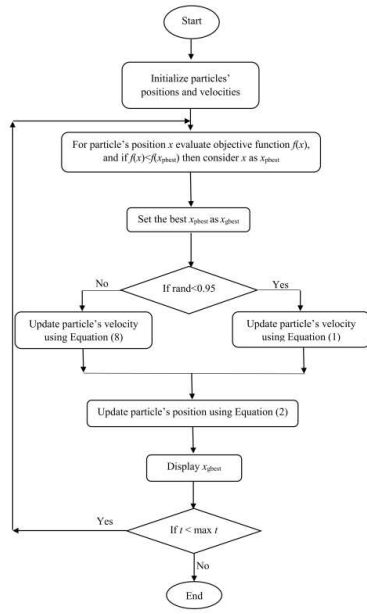 Start
Initialize particles'
positions and velocities
For particle's position x evaluate objective function f(x),
and if f(x)<f(xpbest) then consider x as xpbest
Set the best xpbest as xgbest
If rand<0.95
No
Yes
Update particle's velocity
using Equation (8)
Update particle's velocity
using Equation (1)
Update particle's position using Equation (2)
Display xgbest
If t < max t
Yes
No
End